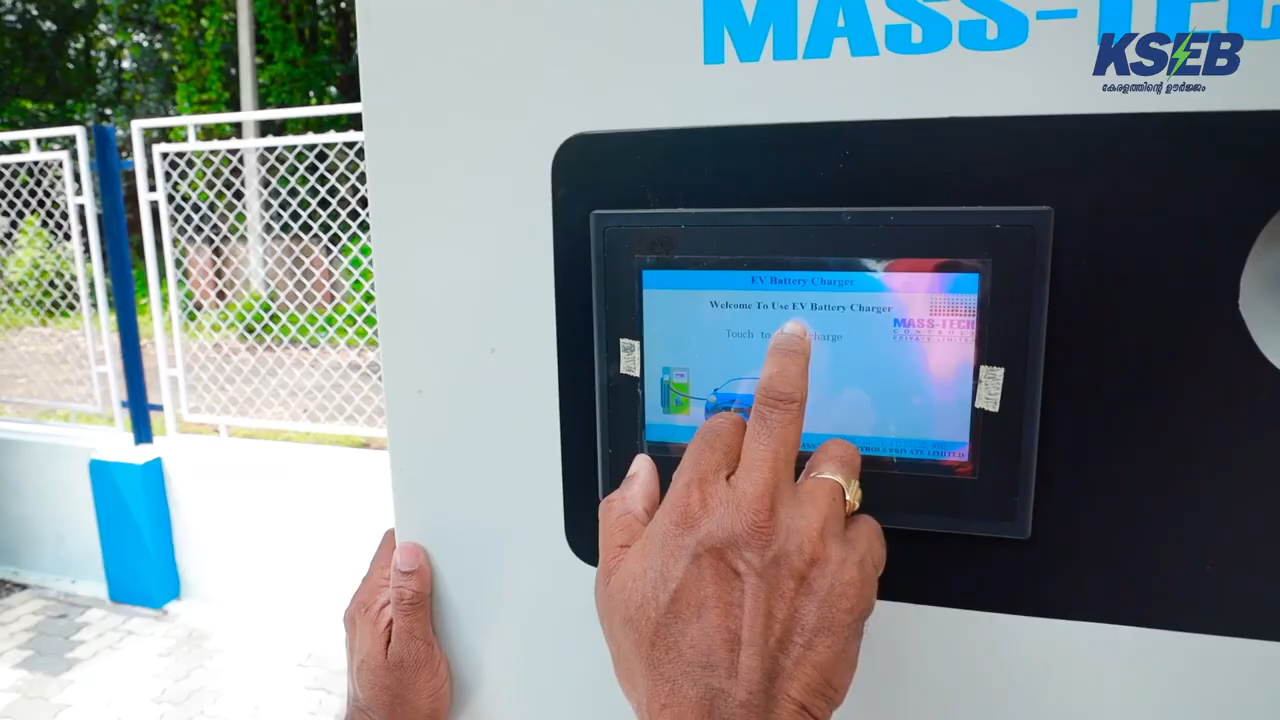 MASS-TEC
KSEB
കേരളത്തിന്റെ ഊർജ്ജം
EV Battery Charger
Welcome To Use EV Battery Charger
MASS-TECH
CONTROLS
PRIVATE LIMITED
Touch to charge
PRIVATE LIMITED